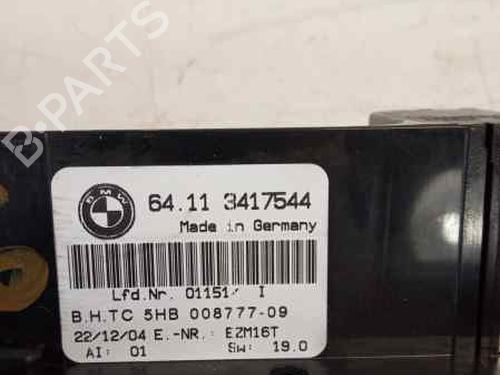 BMW
64.11 3417544
Made in Germany
Lfd.Nr. 01151/ I
B.H.TC 5HB 008777-09
22/12/04 E.-NR.: EZM16T
AI: 01 SW: 19.0
B-PARTS